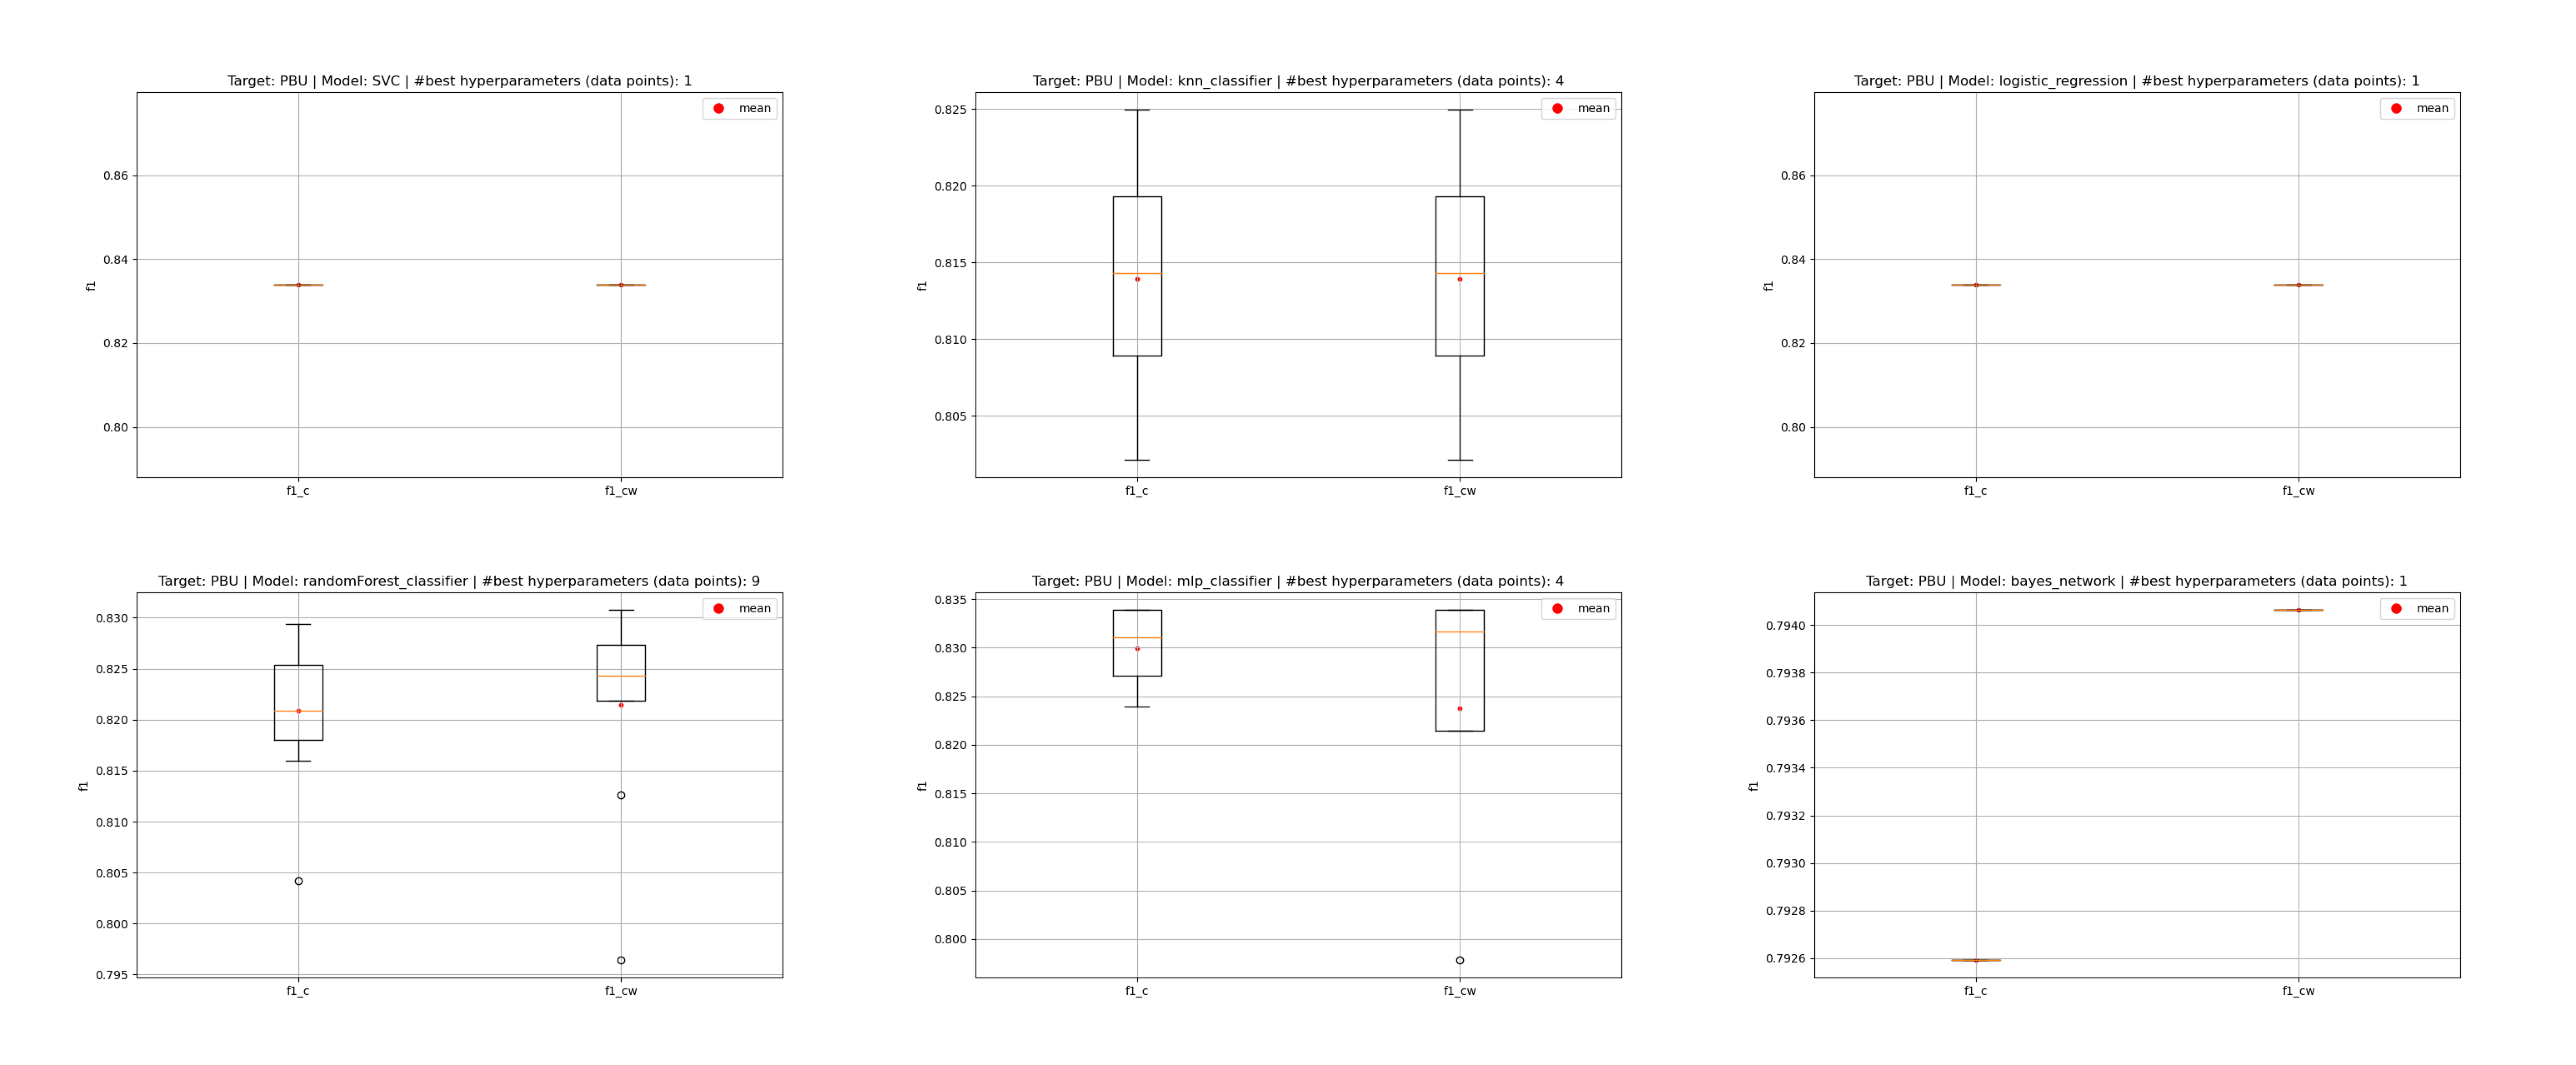 Target: PBU | Model: SVC | #best hyperparameters (data points): 1
mean
0.86
0.84
0.82
0.80
f1
f1_c
f1_cw
Target: PBU | Model: knn_classifier | #best hyperparameters (data points): 4
mean
0.825
0.820
0.815
0.810
0.805
f1
f1_c
f1_cw
Target: PBU | Model: logistic_regression | #best hyperparameters (data points): 1
mean
0.86
0.84
0.82
0.80
f1
f1_c
f1_cw
Target: PBU | Model: randomForest_classifier | #best hyperparameters (data points): 9
mean
0.830
0.825
0.820
0.815
0.810
0.805
0.800
0.795
f1
f1_c
f1_cw
Target: PBU | Model: mlp_classifier | #best hyperparameters (data points): 4
mean
0.835
0.830
0.825
0.820
0.815
0.810
0.805
0.800
f1
f1_c
f1_cw
Target: PBU | Model: bayes_network | #best hyperparameters (data points): 1
mean
0.7940
0.7938
0.7936
0.7934
0.7932
0.7930
0.7928
0.7926
f1
f1_c
f1_cw